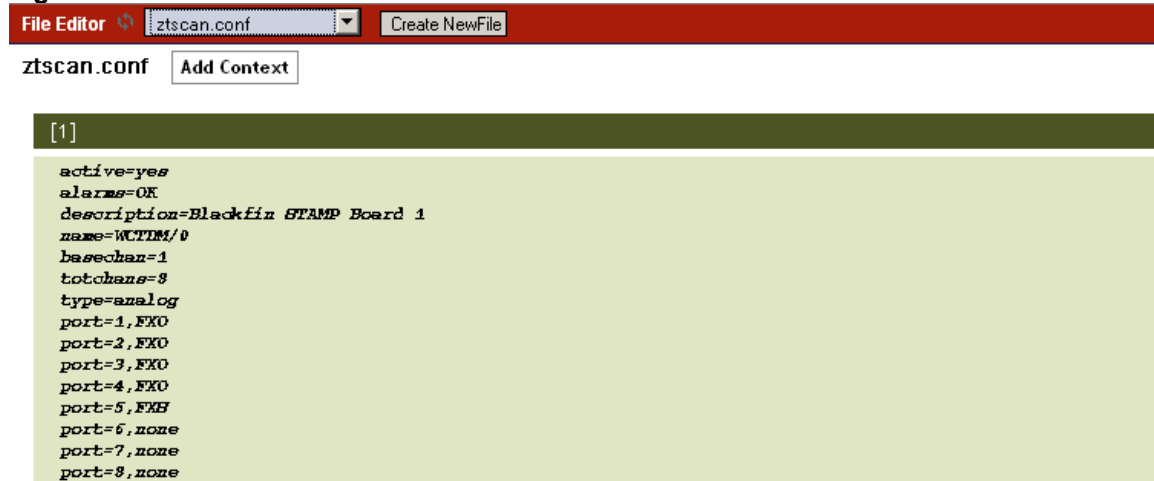 File Editor ztscan.conf Create NewFile
ztscan.conf Add Context
[1]
active=yes
alarms=OK
description=Blackfin STAMP Board 1
name=WCTDM/0
basechan=1
totchans=8
type=analog
port=1,FXO
port=2,FXO
port=3,FXO
port=4,FXO
port=5,FXS
port=6,none
port=7,none
port=8,none